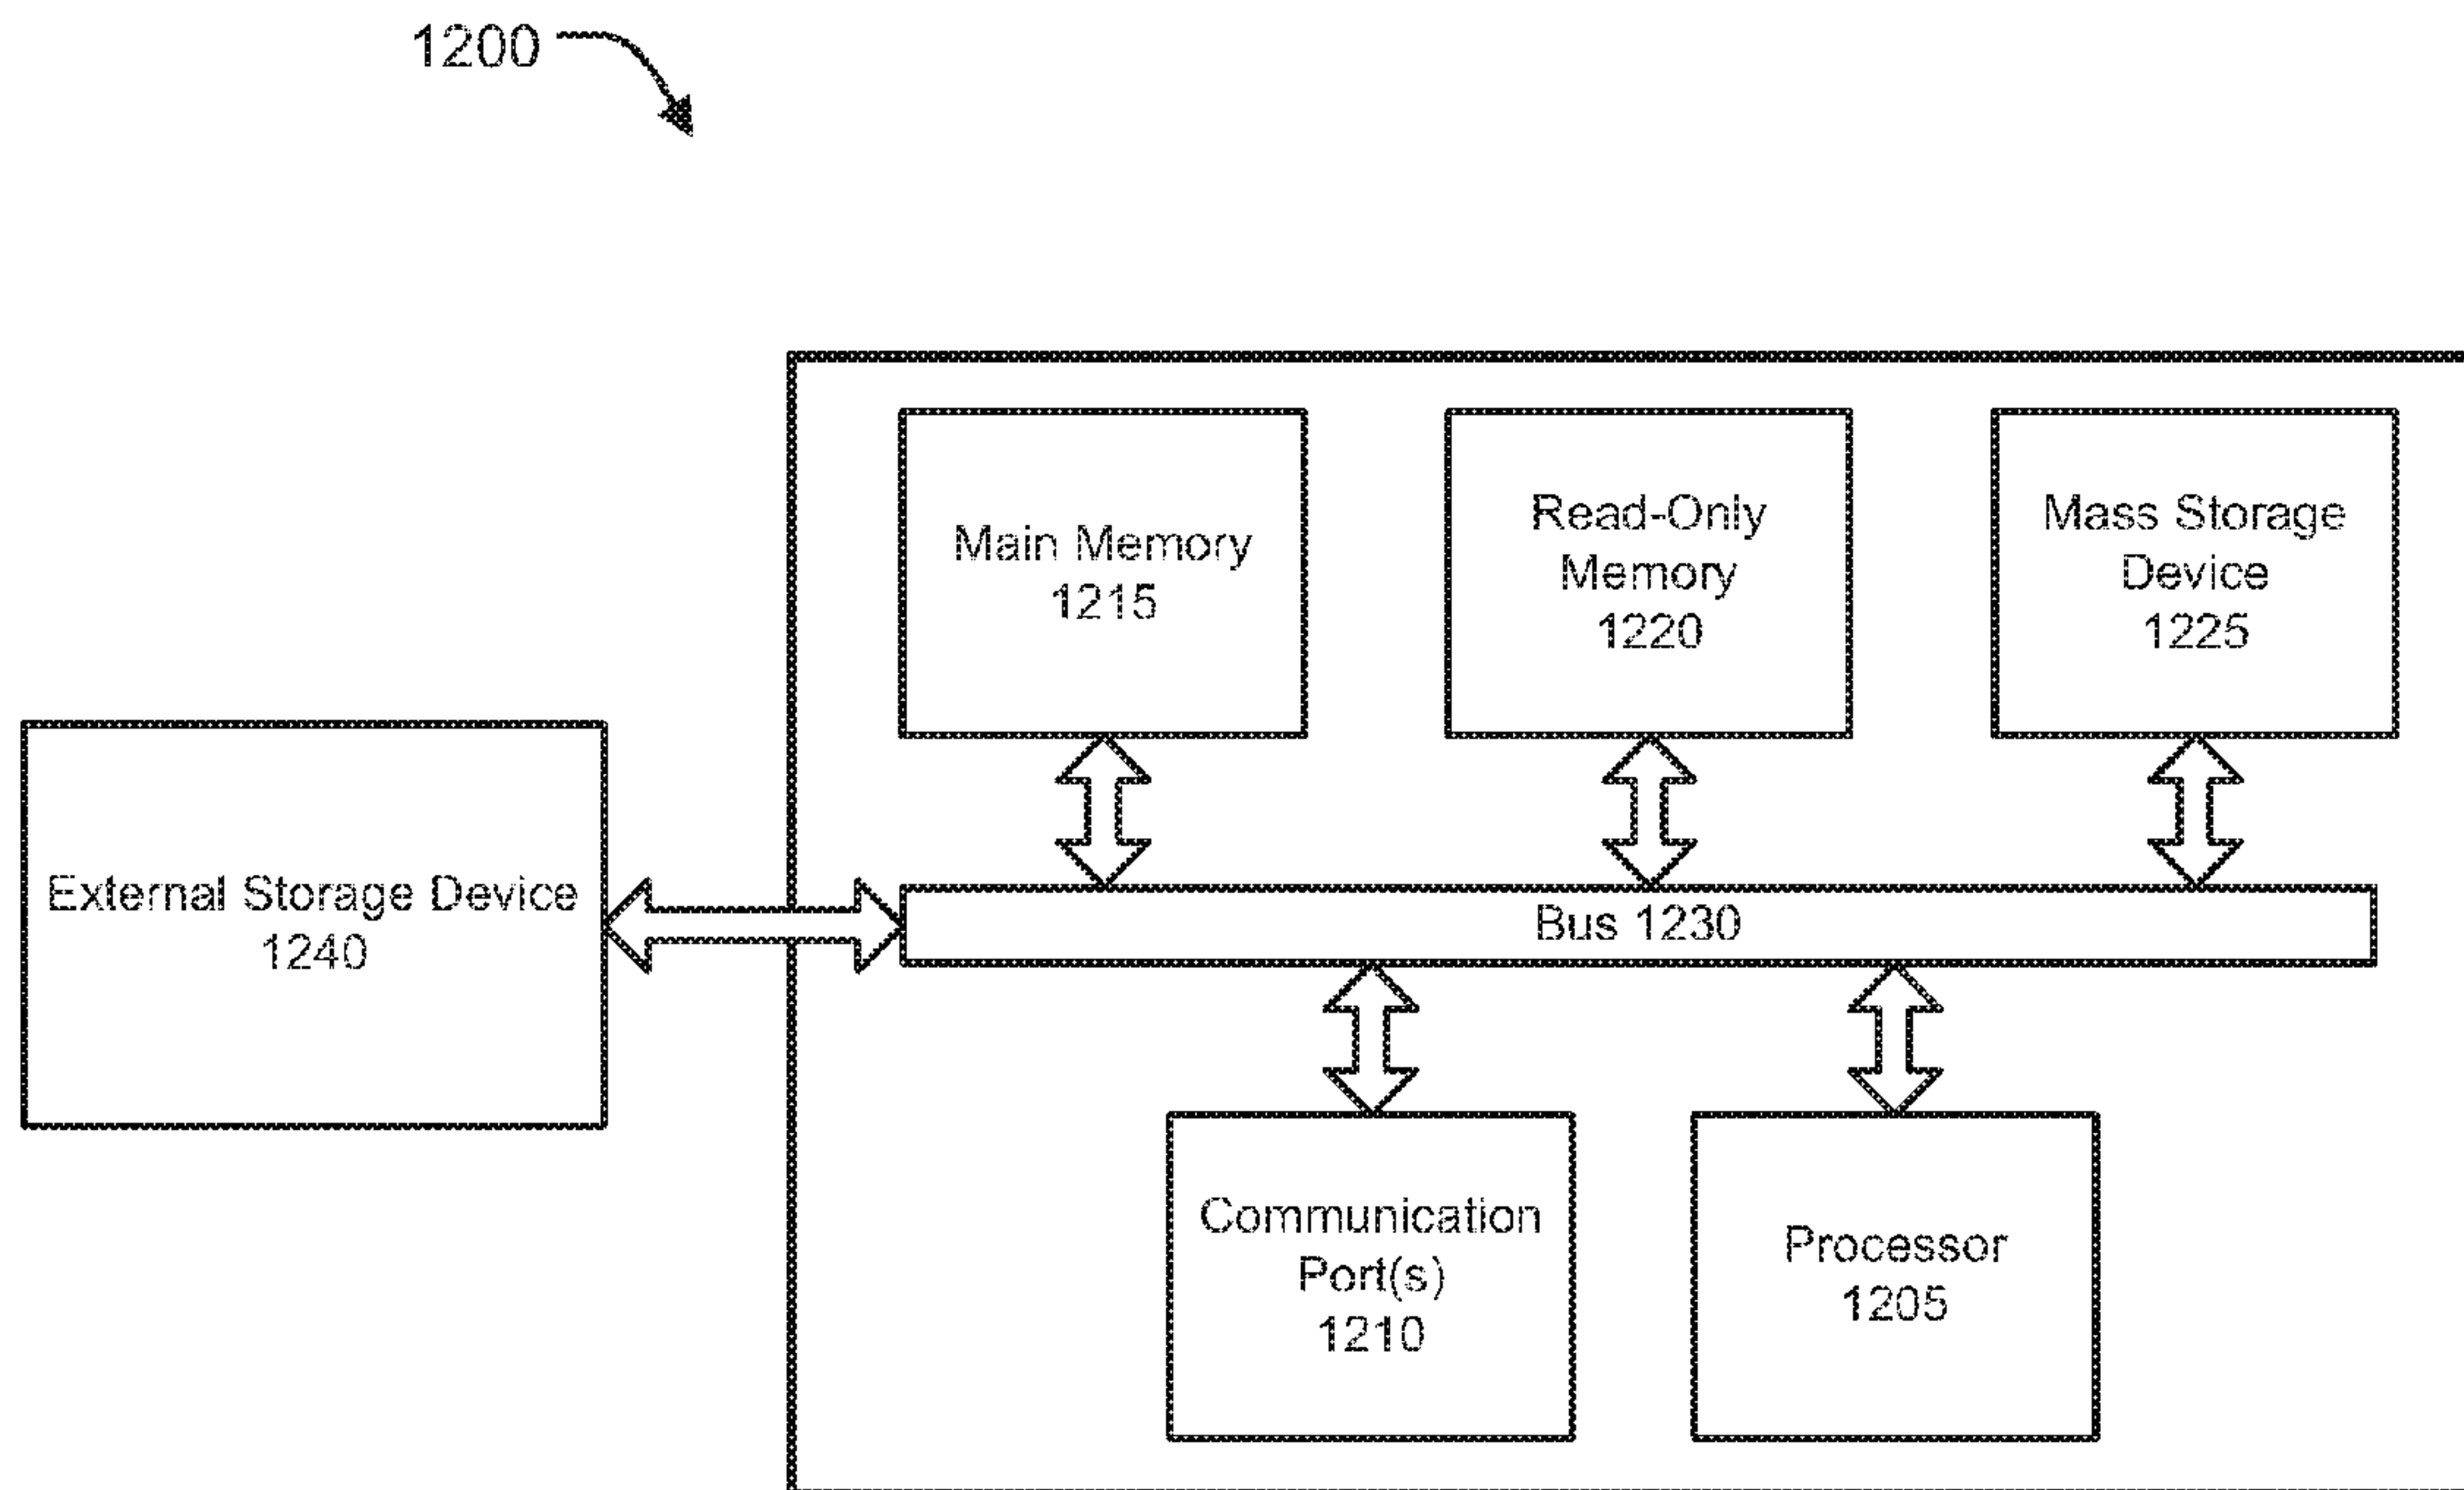 1200
Main Memory
1215
Read-Only
Memory
1220
Mass Storage
Device
1225
External Storage Device
1240
Bus 1230
Communication
Port(s)
1210
Processor
1205